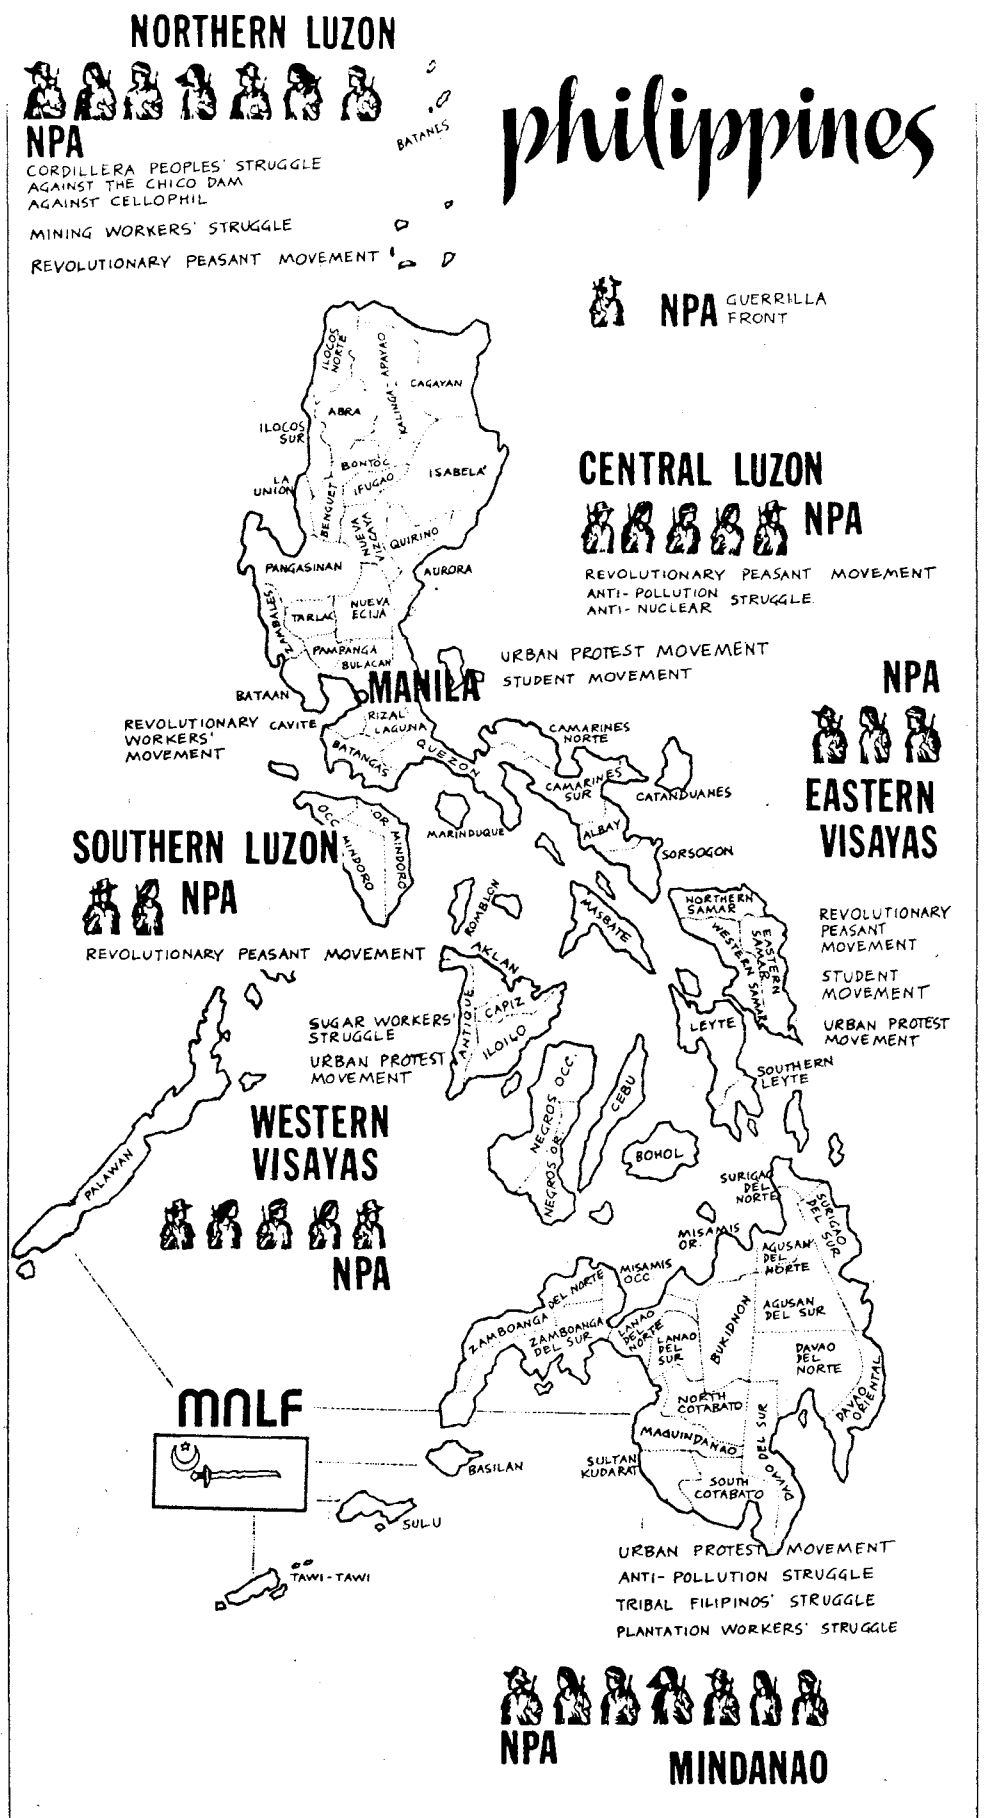 NORTHERN LUZON
NPA
CORDILLERA PEOPLES' STRUGGLE
AGAINST THE CHICO DAM
AGAINST CELLOPHIL
MINING WORKERS' STRUGGLE
REVOLUTIONARY PEASANT MOVEMENT
BATANES
philippines
NPA GUERRILLA
FRONT
ILOCOS
NORTE
KALINGA-APAYAO
CAGAYAN
ABRA
ILOCOS
SUR
BONTOC
IFUGAO
ISABELA
LA
UNION
BENGUET
NUEVA
VIZCAYA
QUIRINO
PANGASINAN
AURORA
ZAMBALES
TARLAC
NUEVA
ECIJA
PAMPANGA
BULACAN
BATAAN
MANILA
CENTRAL LUZON
NPA
REVOLUTIONARY PEASANT MOVEMENT
ANTI-POLLUTION
ANTI-NUCLEAR STRUGGLE
URBAN PROTEST MOVEMENT
STUDENT MOVEMENT
REVOLUTIONARY
WORKERS'
MOVEMENT
CAVITE
RIZAL
LAGUNA
BATANGAS
QUEZON
CAMARINES
NORTE
CAMARINES
SUR
CATANDUANES
ALBAY
SORSOGON
MARINDUQUE
OCC MINDORO
OR MINDORO
ROMBLON
MASBATE
SOUTHERN LUZON
NPA
REVOLUTIONARY PEASANT MOVEMENT
NPA
EASTERN
VISAYAS
REVOLUTIONARY
PEASANT
MOVEMENT
STUDENT
MOVEMENT
URBAN PROTEST
MOVEMENT
NORTHERN
SAMAR
WESTERN SAMAR
EASTERN
SAMAR
LEYTE
SOUTHERN
LEYTE
AKLAN
ANTIQUE
CAPIZ
ILOILO
SUGAR WORKERS'
STRUGGLE
URBAN PROTEST
MOVEMENT
NEGROS OCC.
NEGROS OR.
CEBU
BOHOL
PALAWAN
WESTERN
VISAYAS
NPA
SURIGAO
DEL
NORTE
SURIGAO
DEL SUR
MISAMIS
OR.
AGUSAN
DEL
NORTE
MISAMIS
OCC
ZAMBOANGA DEL NORTE
ZAMBOANGA
DEL SUR
LANAO
DEL
NORTE
LANAO
DEL
SUR
BUKIDNON
AGUSAN
DEL SUR
DAVAO
DEL
NORTE
DAVAO
ORIENTAL
NORTH
COTABATO
MAGUINDANAO
DAVAO DEL SUR
SULTAN
KUDARAT
SOUTH
COTABATO
MNLF
BASILAN
SULU
TAWI-TAWI
URBAN PROTEST MOVEMENT
ANTI-POLLUTION STRUGGLE
TRIBAL FILIPINOS' STRUGGLE
PLANTATION WORKERS' STRUGGLE
NPA
MINDANAO